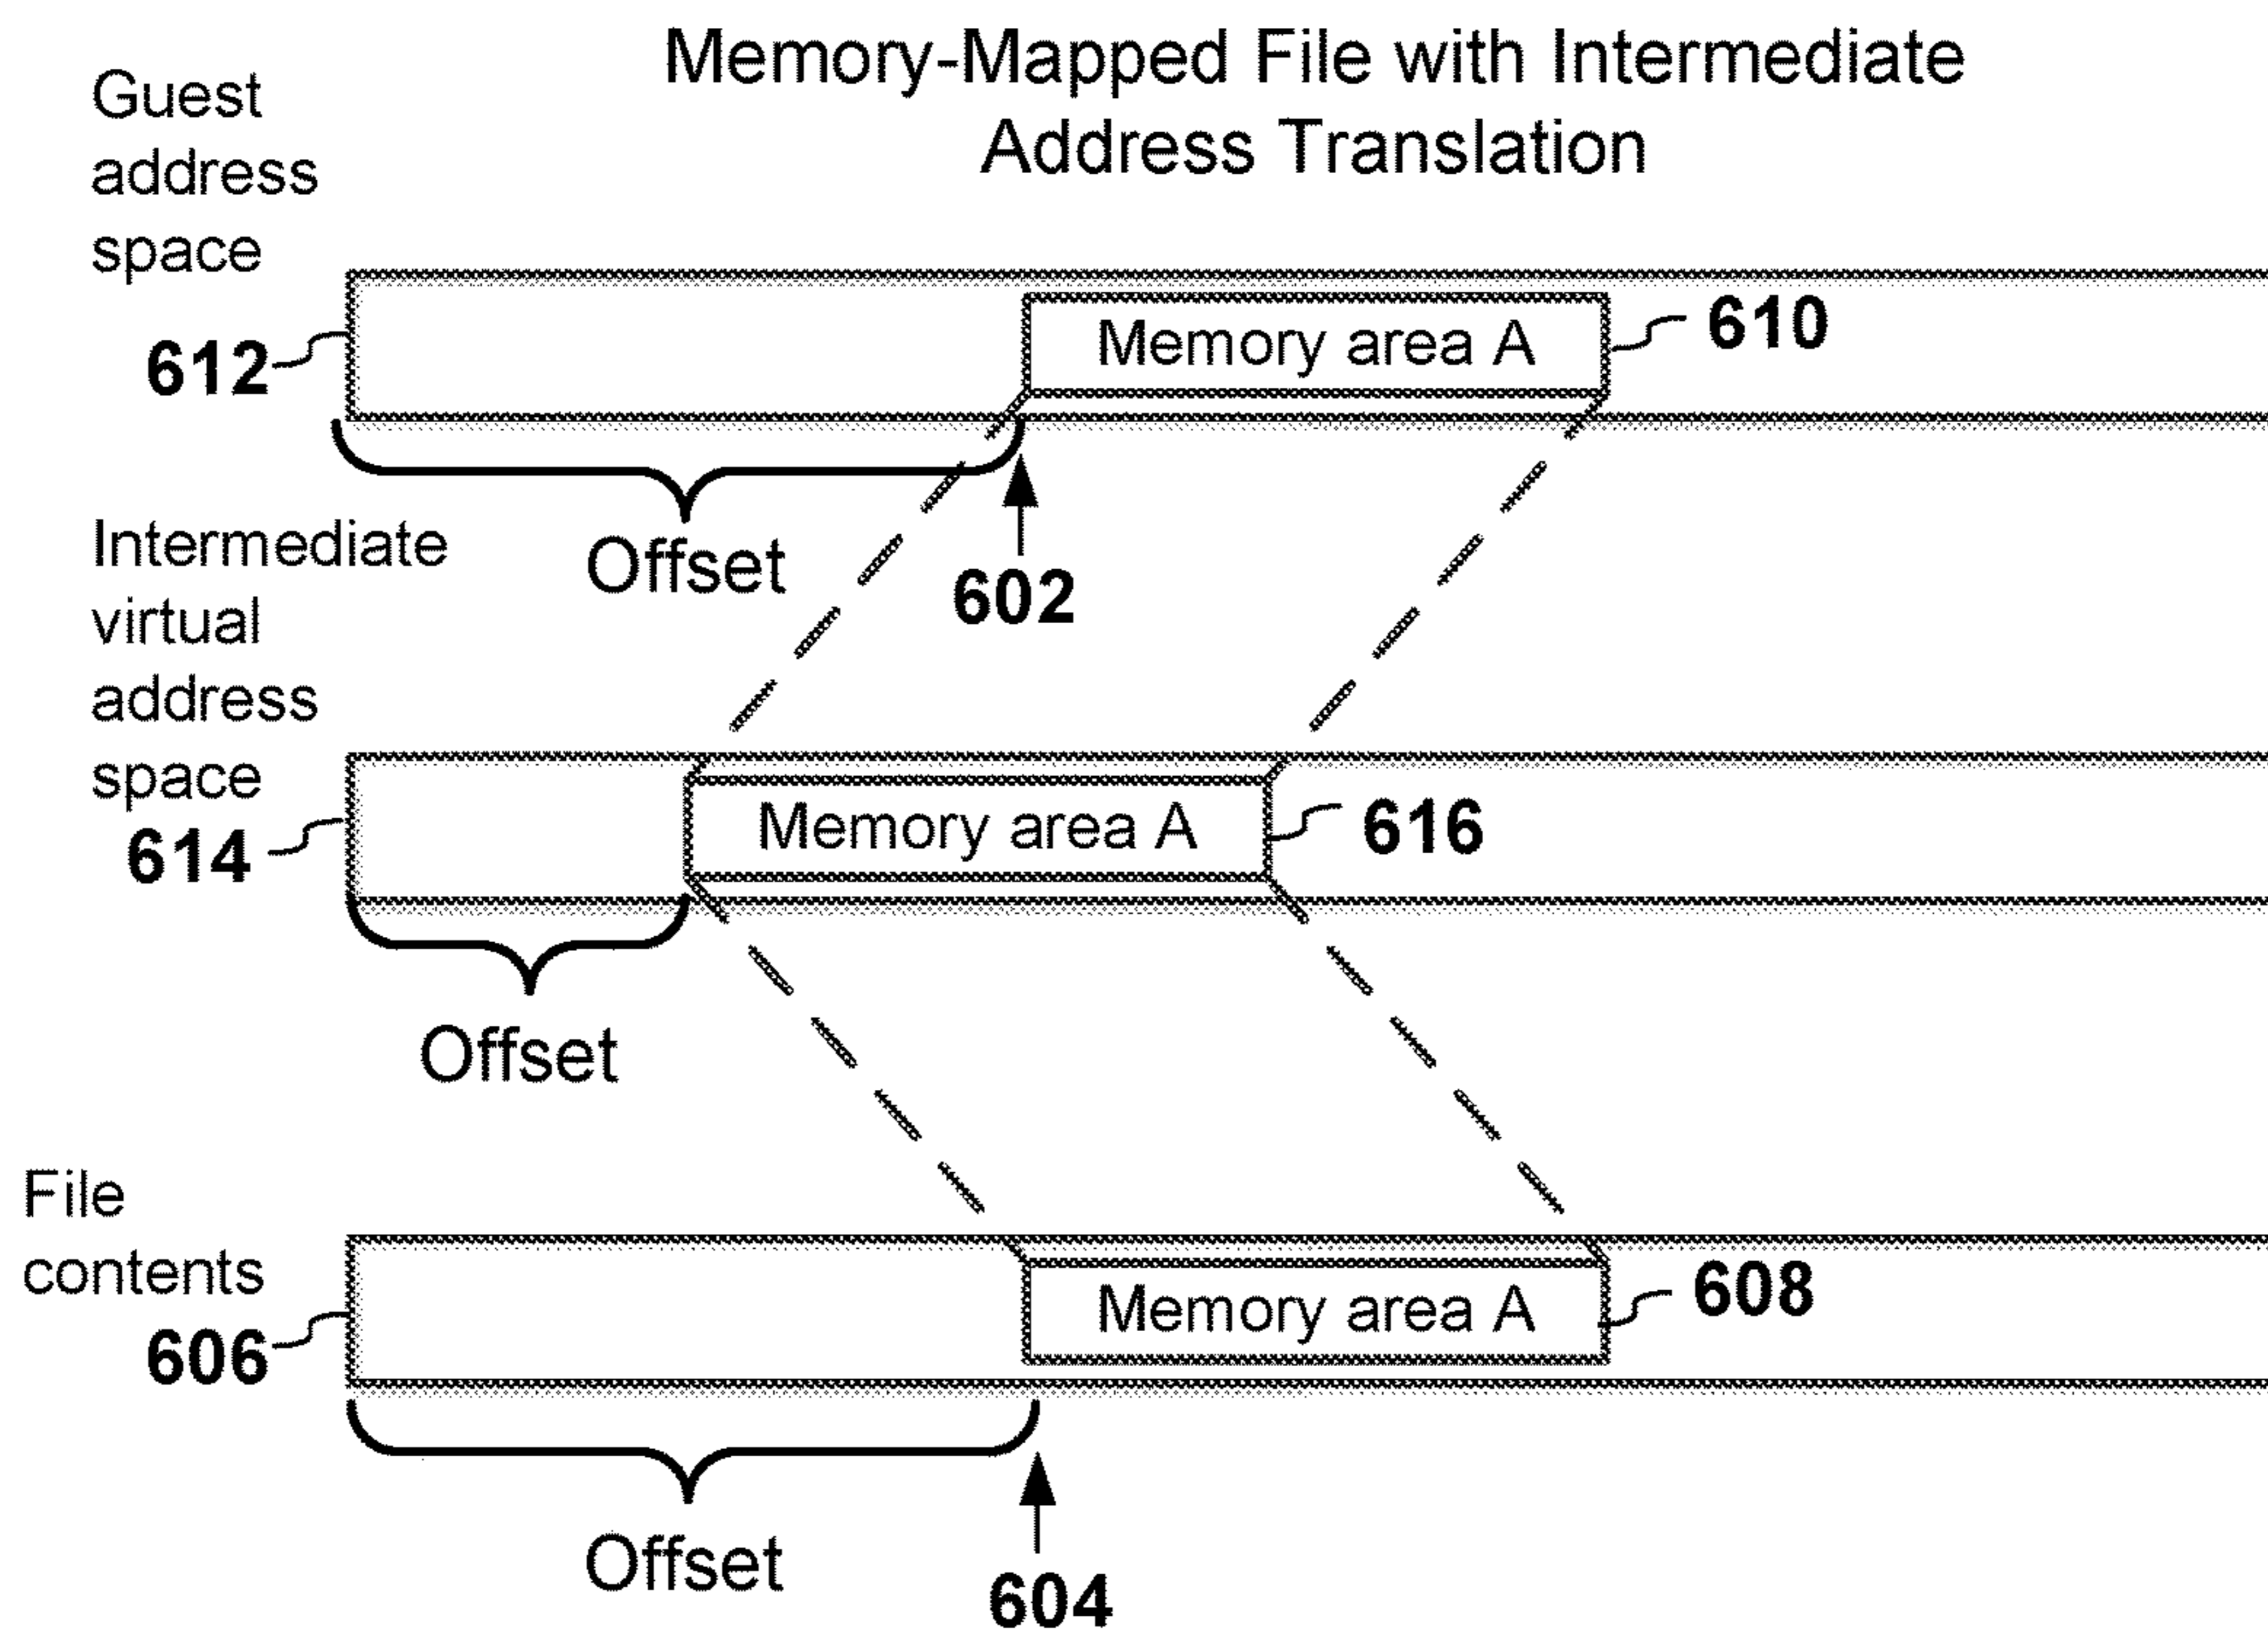 Memory-Mapped File with Intermediate
Address Translation
Guest
address
space
612
Memory area A
610
Offset
602
Intermediate
virtual
address
space
614
Memory area A
616
Offset
File
contents
606
Memory area A
608
Offset
604